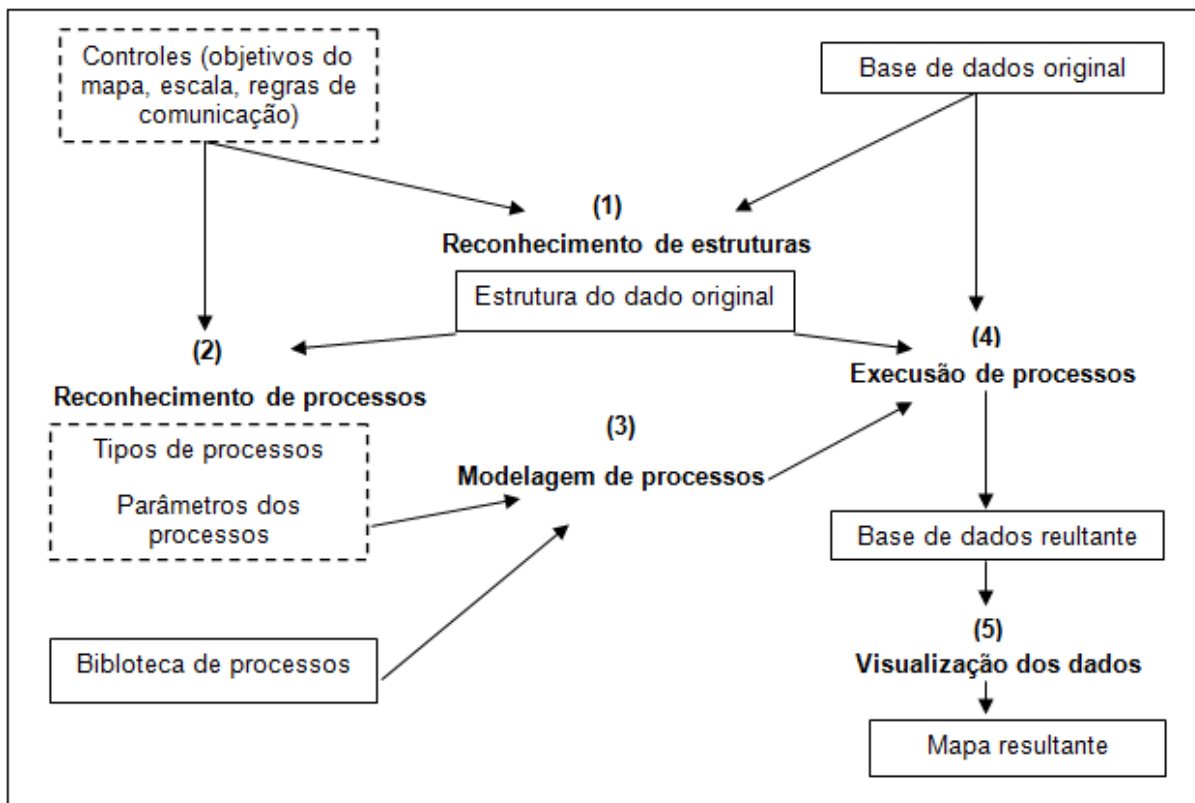 Controles (objetivos do
mapa, escala, regras de
comunicação)
Base de dados original
(1)
Reconhecimento de estruturas
Estrutura do dado original
(2)
Reconhecimento de processos
Tipos de processos
Parâmetros dos
processos
(3)
Modelagem de processos
(4)
Execusão de processos
Bibloteca de processos
Base de dados reultante
(5)
Visualização dos dados
Mapa resultante